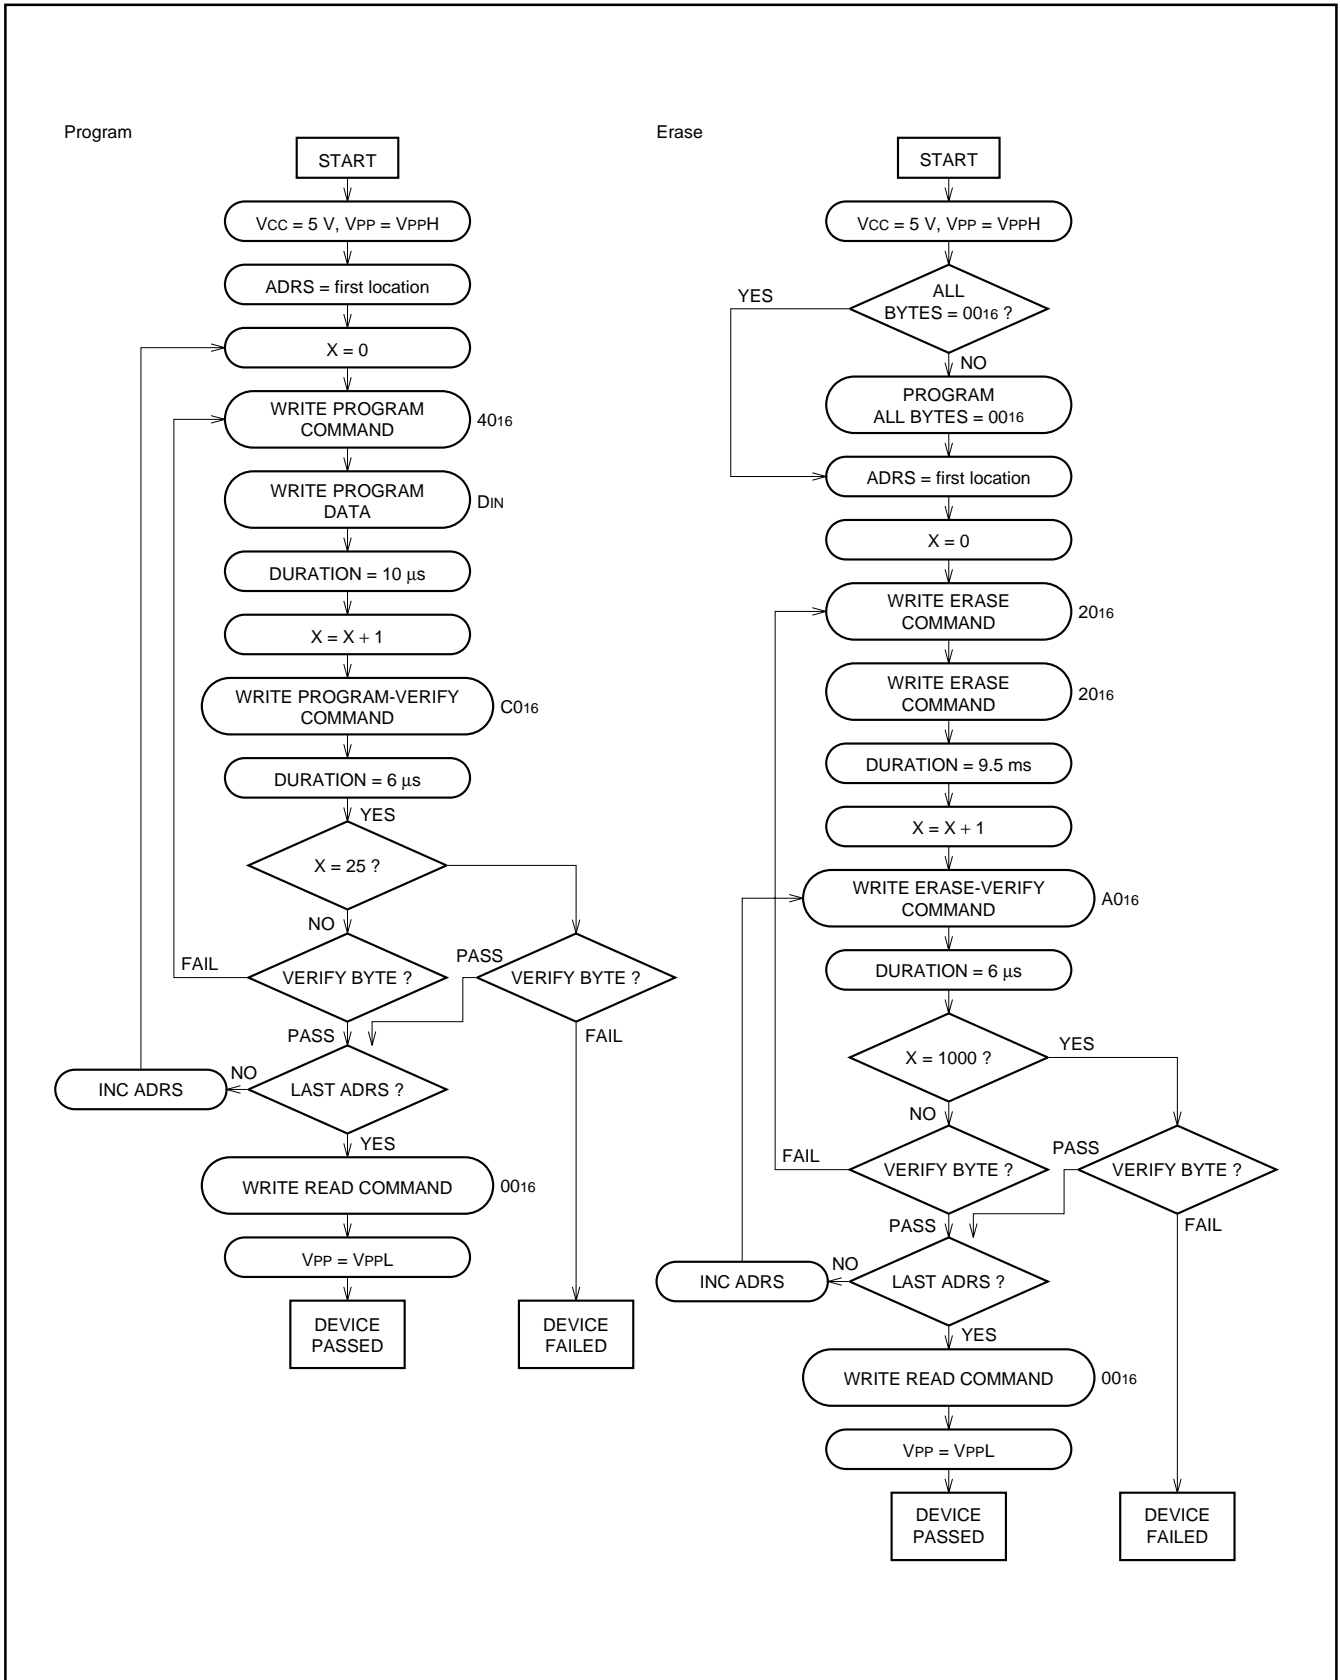 Program
START
VCC = 5 V, VPP = VPPH
ADRS = first location
X = 0
WRITE PROGRAM
COMMAND
4016
WRITE PROGRAM
DATA
DIN
DURATION = 10 µs
X = X + 1
WRITE PROGRAM-VERIFY
COMMAND
C016
DURATION = 6 µs
YES
X = 25 ?
NO
FAIL
VERIFY BYTE ?
PASS
VERIFY BYTE ?
PASS
FAIL
INC ADRS
NO
LAST ADRS ?
YES
WRITE READ COMMAND
0016
VPP = VPPL
DEVICE
PASSED
DEVICE
FAILED
Erase
START
VCC = 5 V, VPP = VPPH
YES
ALL
BYTES = 0016 ?
NO
PROGRAM
ALL BYTES = 0016
ADRS = first location
X = 0
WRITE ERASE
COMMAND
2016
WRITE ERASE
COMMAND
2016
DURATION = 9.5 ms
X = X + 1
WRITE ERASE-VERIFY
COMMAND
A016
DURATION = 6 µs
X = 1000 ?
YES
NO
FAIL
VERIFY BYTE ?
PASS
VERIFY BYTE ?
PASS
FAIL
INC ADRS
NO
LAST ADRS ?
YES
WRITE READ COMMAND
0016
VPP = VPPL
DEVICE
PASSED
DEVICE
FAILED